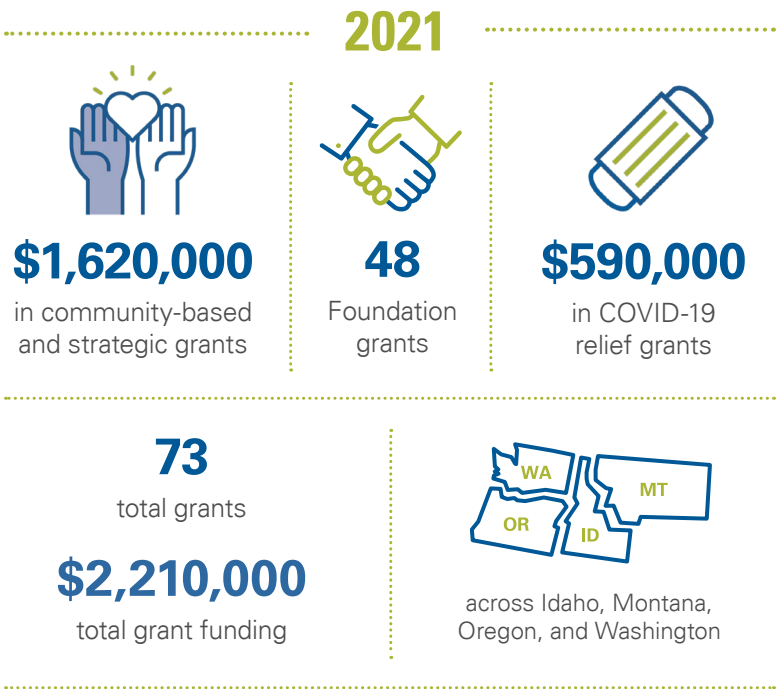 2021
$1,620,000
in community-based
and strategic grants
48
Foundation
grants
$590,000
in COVID-19
relief grants
73
total grants
$2,210,000
total grant funding
WA
MT
OR
ID
across Idaho, Montana,
Oregon, and Washington